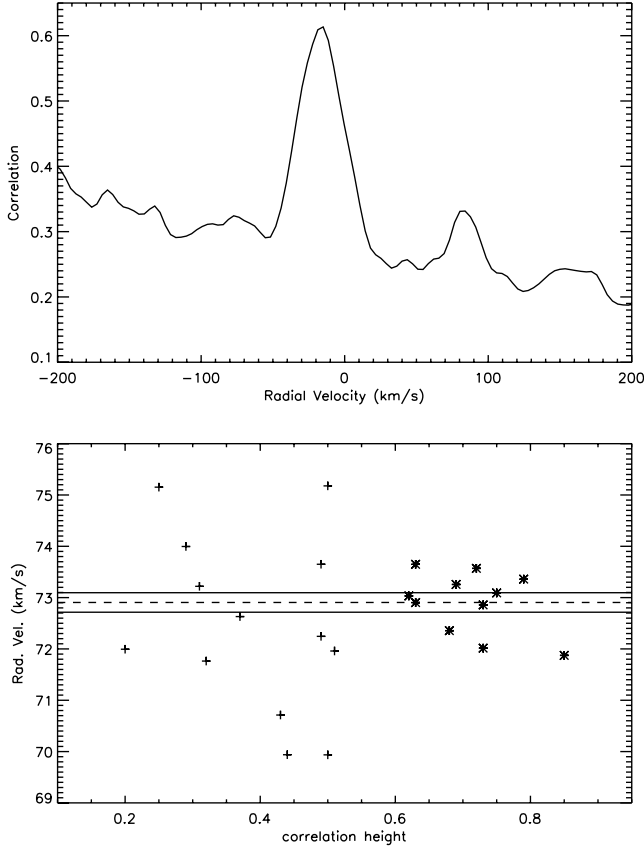 0.6
0.5
0.4
0.3
0.2
0.1
Correlation
−200 −100 0 100 200
Radial Velocity (km/s)
76
75
74
73
72
71
70
69
Rad. Vel. (km/s)
0.2 0.4 0.6 0.8
correlation height